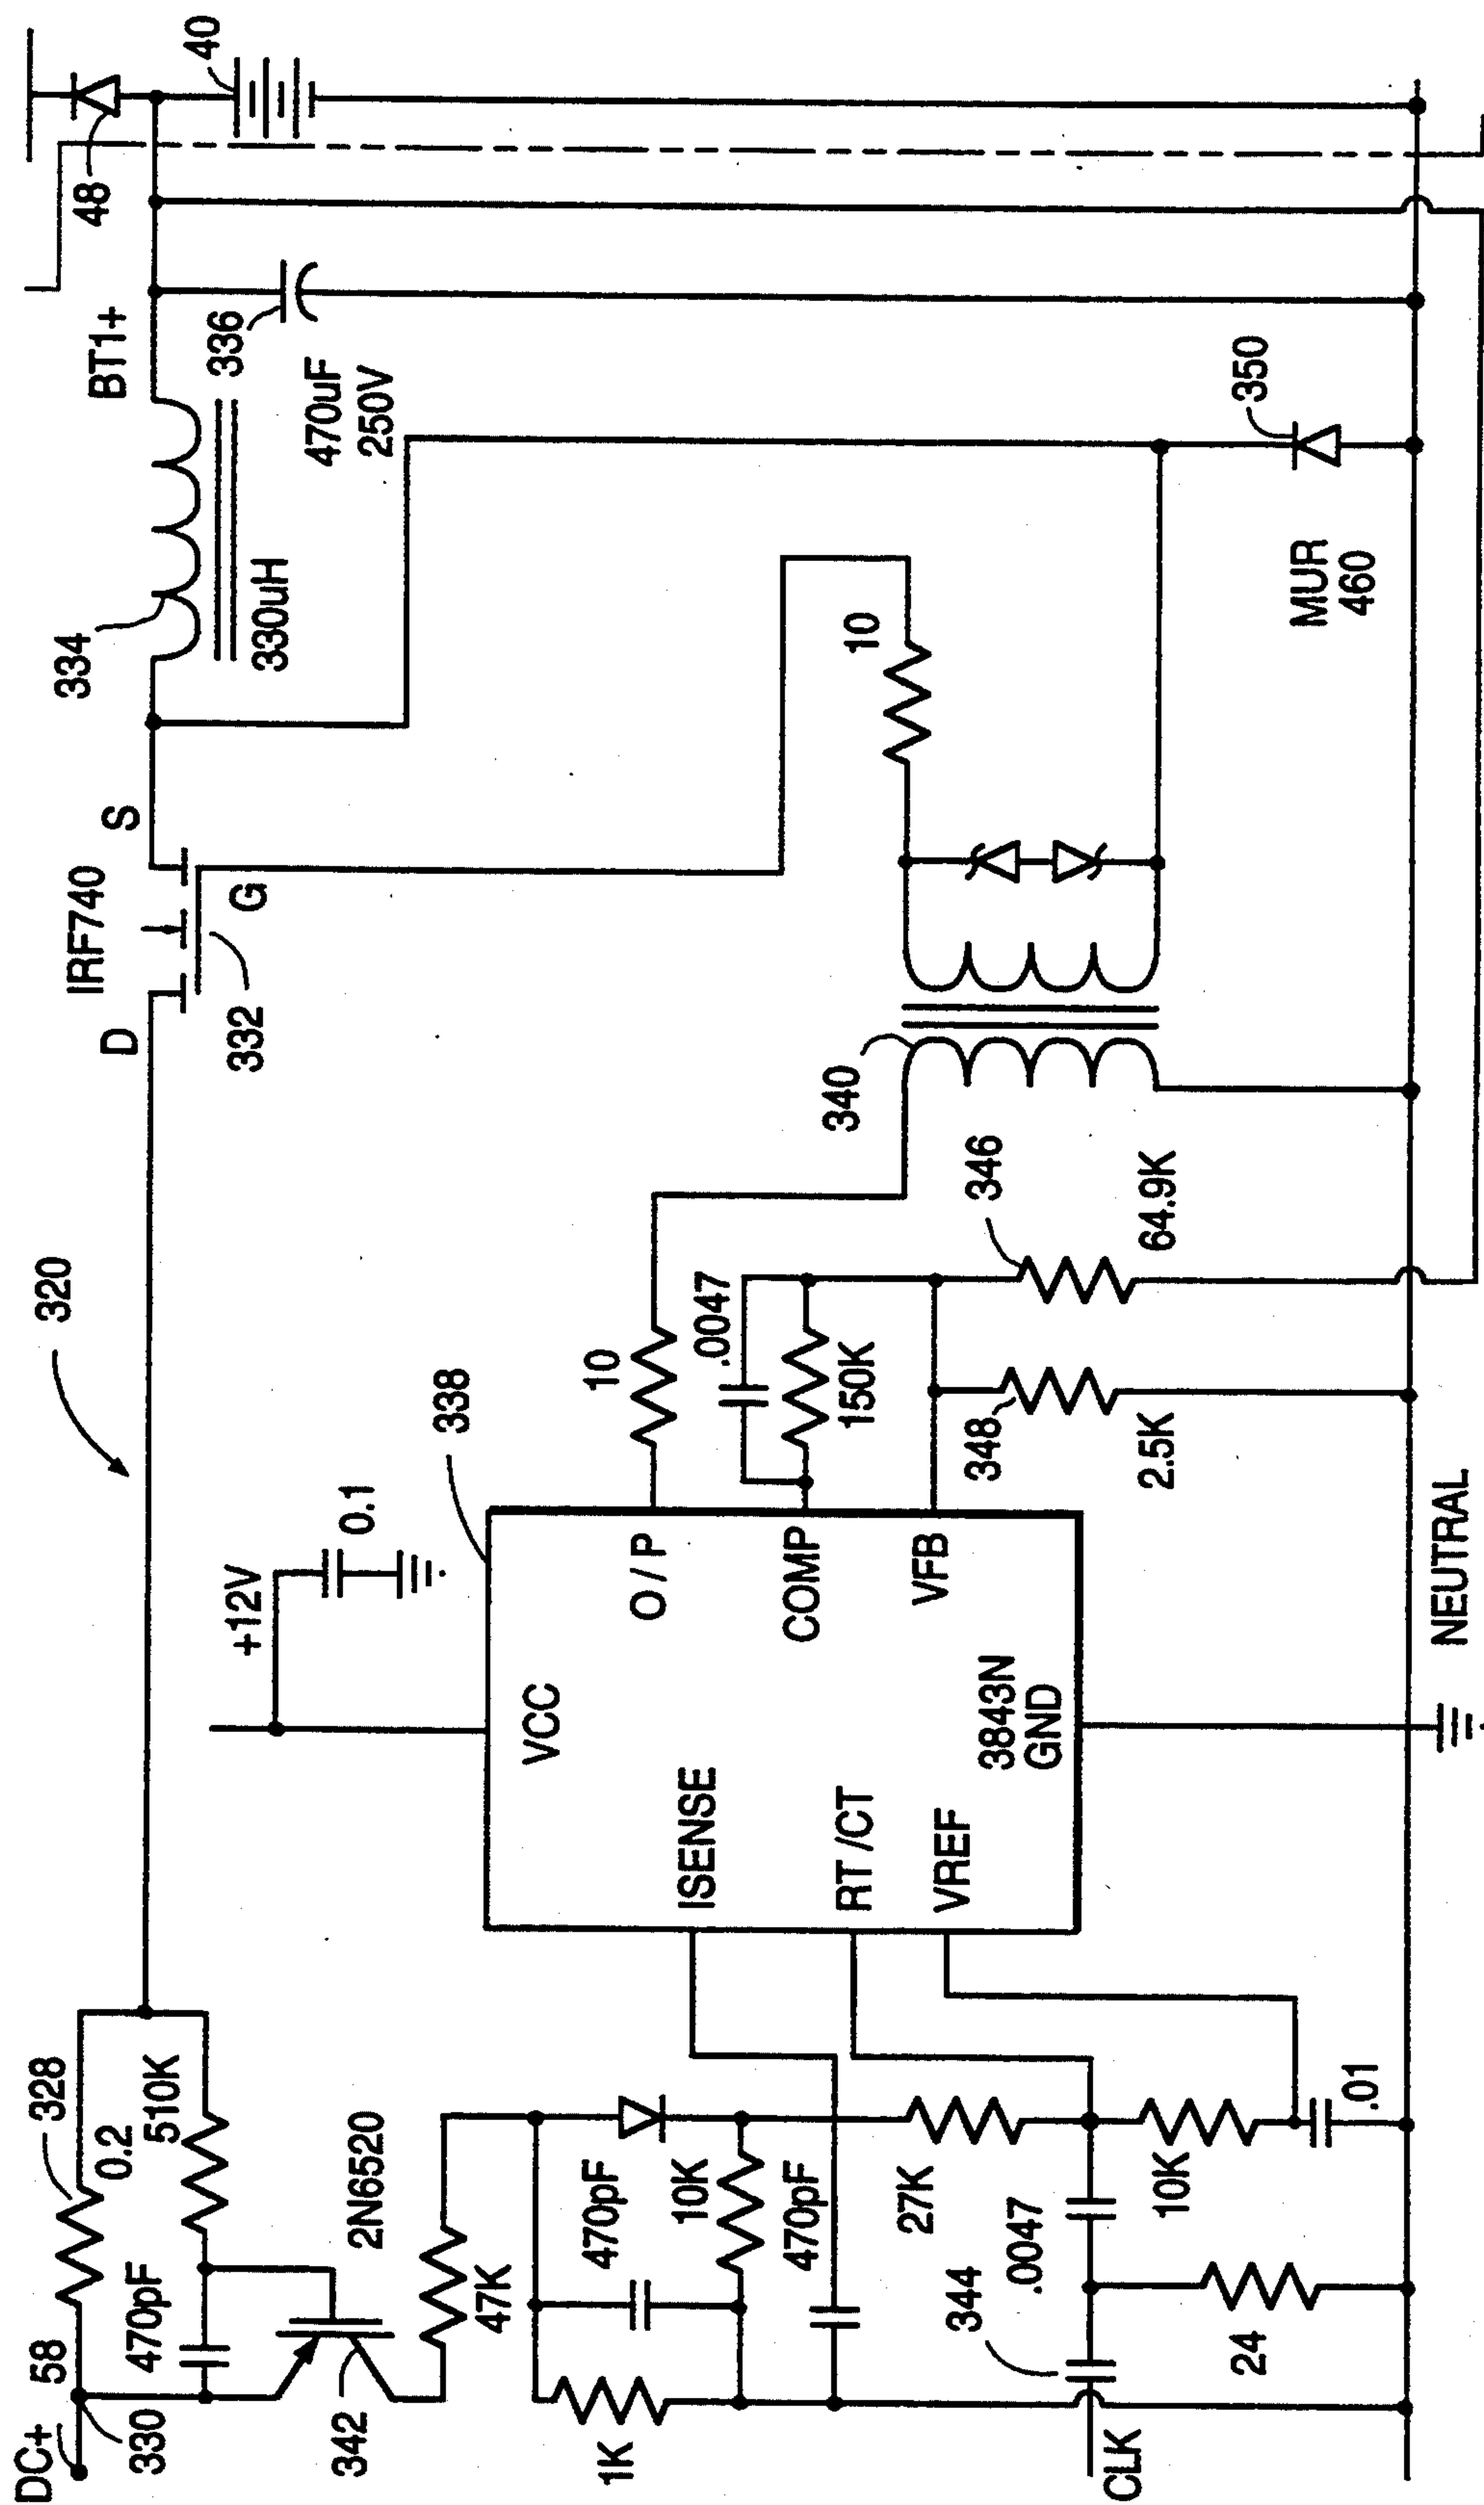 320
DC+
58
330
328
0.2
510K
470pF
342
2N6520
47K
1K
470pF
10K
470pF
27K
344
.0047
CLK
24
10K
.01
+12V
0.1
338
VCC
ISENSE
RT/CT
VREF
O/P
COMP
VFB
3843N
GND
10
.0047
150K
348
2.5K
346
64.9K
NEUTRAL
D
IRF740
S
G
332
340
10
334
330uH
BT1+
336
470uF
250V
MUR
460
350
48
40